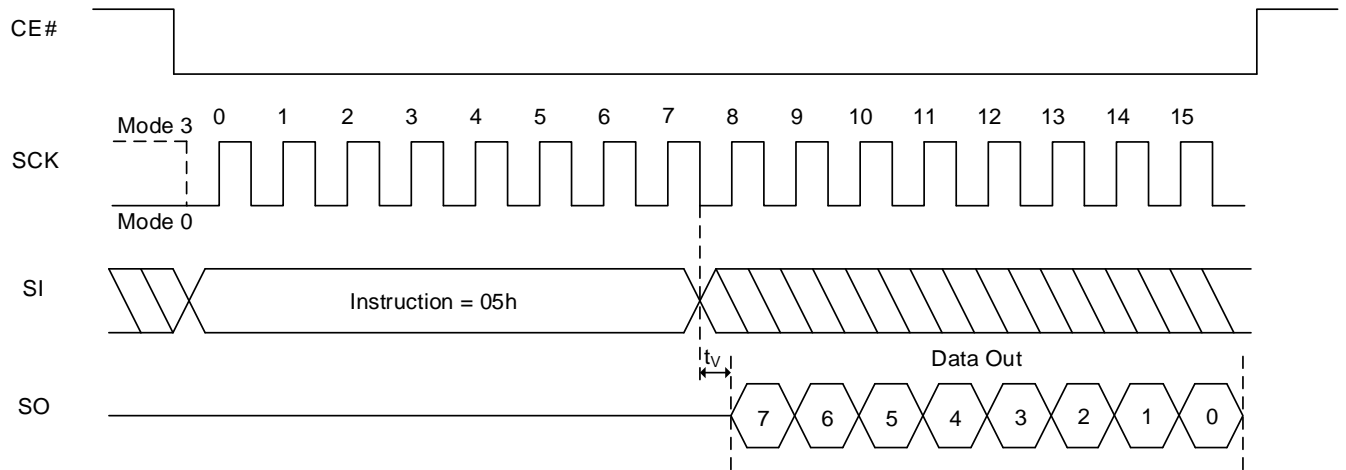 CE#
0 1 2 3 4 5 6 7 8 9 10 11 12 13 14 15
Mode 3
SCK
Mode 0
SI
Instruction = 05h
tV
Data Out
SO
7 6 5 4 3 2 1 0